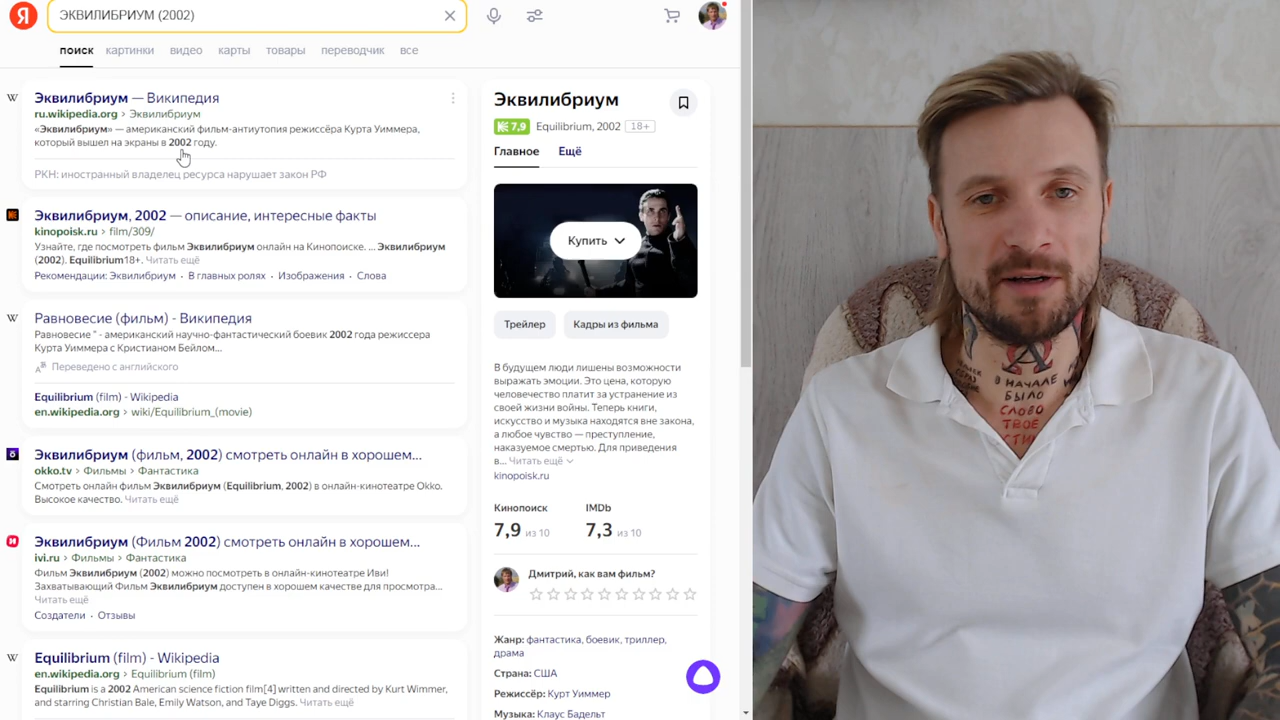 Я
ЭКВИЛИБРИУМ (2002)
поиск
картинки
видео
карты
товары
переводчик
все
Эквилибриум — Википедия
ru.wikipedia.org › Эквилибриум
«Эквилибриум» — американский фильм-антиутопия режиссёра Курта Уиммера,
который вышел на экраны в 2002 году.
РКН: иностранный владелец ресурса нарушает закон РФ
Эквилибриум, 2002 — описание, интересные факты
kinopoisk.ru › film/309/
Узнайте, где посмотреть фильм Эквилибриум онлайн на Кинопоиске. ... Эквилибриум
(2002). Equilibrium18+. Читать ещё
Рекомендации: Эквилибриум · В главных ролях · Изображения · Слова
Равновесие (фильм) - Википедия
Равновесие " - американский научно-фантастический боевик 2002 года режиссера
Курта Уиммера с Кристианом Бейлом...
Переведено с английского
Equilibrium (film) - Wikipedia
en.wikipedia.org › wiki/Equilibrium_(movie)
Эквилибриум (фильм, 2002) смотреть онлайн в хорошем...
okko.tv › Фильмы › Фантастика
Смотреть онлайн фильм Эквилибриум (Equilibrium, 2002) в онлайн-кинотеатре Okko.
Высокое качество. Читать ещё
Эквилибриум (Фильм 2002) смотреть онлайн в хорошем...
ivi.ru › Фильмы › Фантастика
Фильм Эквилибриум (2002) можно посмотреть в онлайн-кинотеатре Иви!
Захватывающий Фильм Эквилибриум доступен в хорошем качестве для просмотра...
Читать ещё
Создатели · Отзывы
Equilibrium (film) - Wikipedia
en.wikipedia.org › Equilibrium (film)
Equilibrium is a 2002 American science fiction film[4] written and directed by Kurt Wimmer,
and starring Christian Bale, Emily Watson, and Taye Diggs. Читать ещё
Эквилибриум
7,9 Equilibrium, 2002 18+
Главное
Ещё
Купить
Трейлер
Кадры из фильма
В будущем люди лишены возможности
выражать эмоции. Это цена, которую
человечество платит за устранение из
своей жизни войны. Теперь книги,
искусство и музыка находятся вне закона,
а любое чувство — преступление,
наказуемое смертью. Для приведения
в... Читать ещё
kinopoisk.ru
Кинопоиск
7,9 из 10
IMDb
7,3 из 10
Дмитрий, как вам фильм?
Жанр: фантастика, боевик, триллер,
драма
Страна: США
Режиссёр: Курт Уиммер
Музыка: Клаус Бадельт
В НАЧАЛЕ
БЫЛО
СЛОВО
ТВОЕ